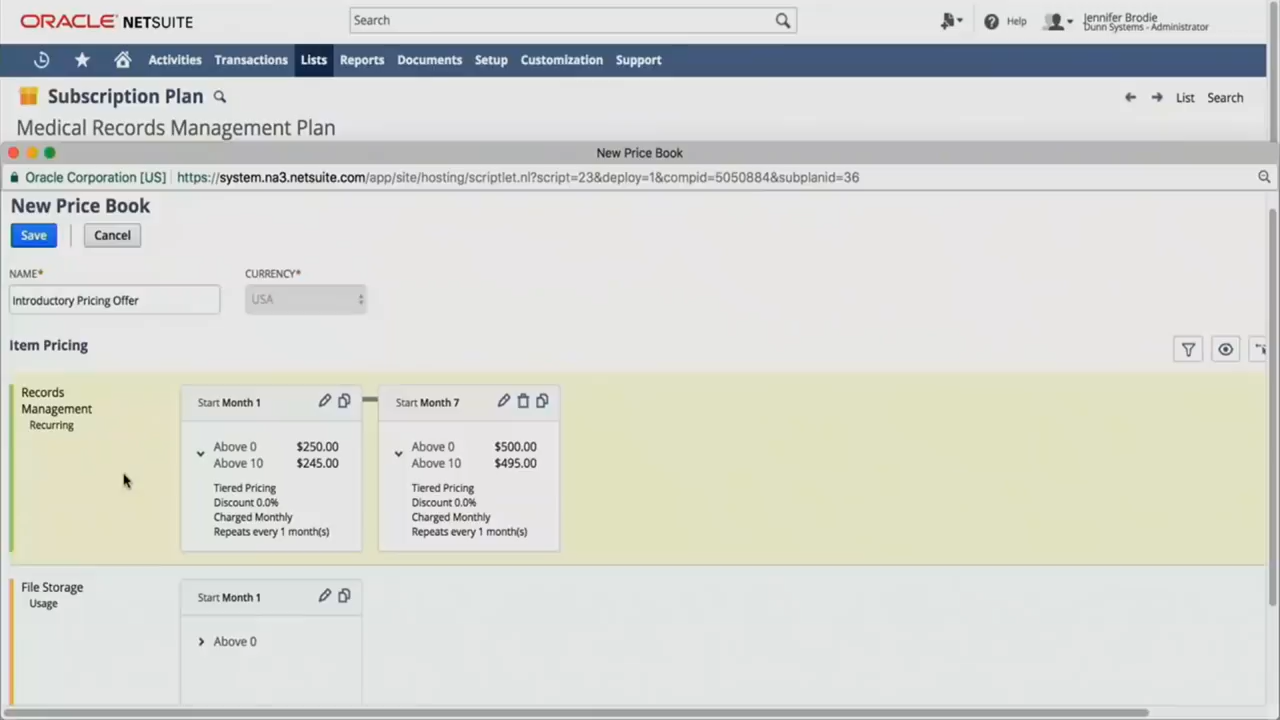 ORACLE NETSUITE
Search
Help
Jennifer Brodie
Dunn Systems - Administrator
Activities Transactions Lists Reports Documents Setup Customization Support
Subscription Plan
List Search
Medical Records Management Plan
New Price Book
Oracle Corporation [US] https://system.na3.netsuite.com/app/site/hosting/scriptlet.nl?script=23&deploy=1&compid=5050884&subplanid=36
New Price Book
Save Cancel
NAME* CURRENCY*
Introductory Pricing Offer USA
Item Pricing
Records
Management
Recurring
Start Month 1
Above 0 $250.00
Above 10 $245.00
Tiered Pricing
Discount 0.0%
Charged Monthly
Repeats every 1 month(s)
Start Month 7
Above 0 $500.00
Above 10 $495.00
Tiered Pricing
Discount 0.0%
Charged Monthly
Repeats every 1 month(s)
File Storage
Usage
Start Month 1
Above 0